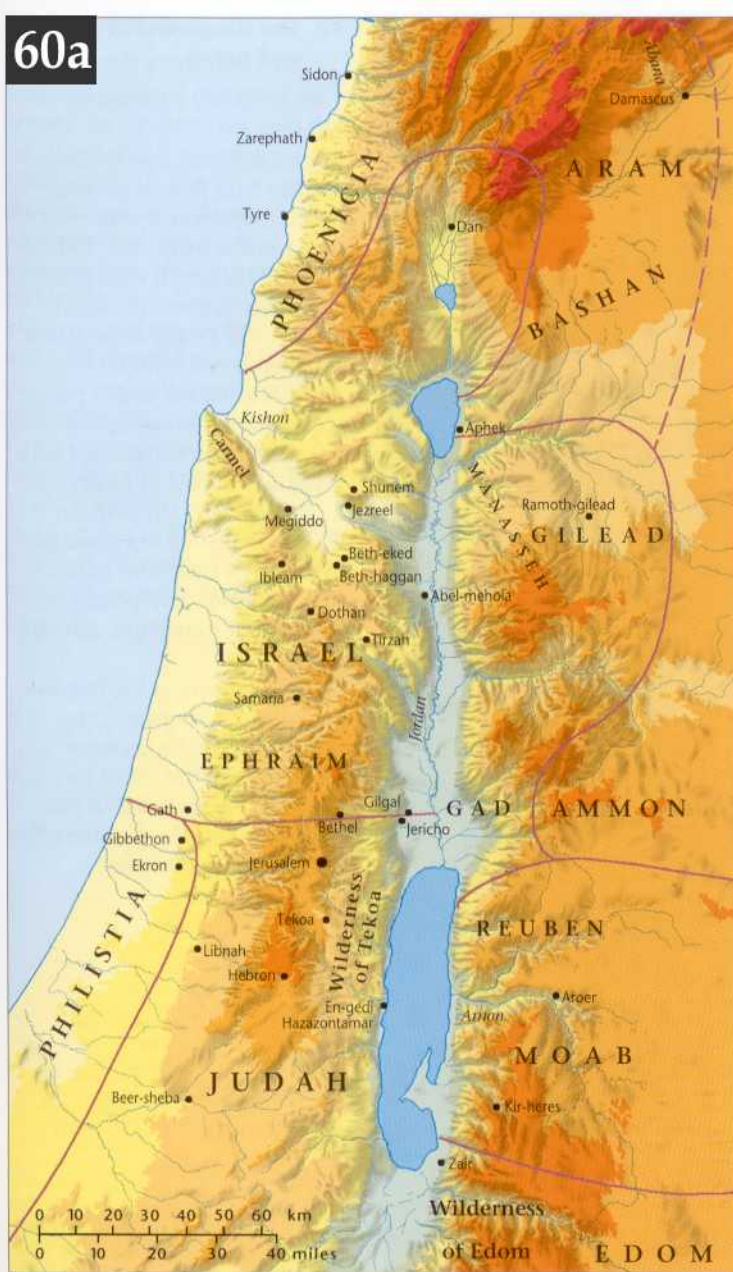 60a
Sidon
Abana
Damascus
Zarephath
ARAM
PHOENICIA
Tyre
Dan
BASHAN
Kishon
Aphek
Carmel
MANASSEH
Shunem
Jezreel
Megiddo
Ramoth-gilead
GILEAD
Beth-eked
Beth-haggan
Ibleam
Abel-mehola
Dothan
Tirzah
ISRAEL
Samaria
Jordan
EPHRAIM
Gath
Gilgal
GAD
AMMON
Bethel
Jericho
Gibbethon
Ekron
Jerusalem
Wilderness
of Tekoa
Tekoa
REUBEN
PHILISTIA
Libnah
Hebron
En-gedi
Hazazontamar
Arnon
Aroer
MOAB
JUDAH
Beer-sheba
Kir-heres
Zair
Wilderness
of Edom
EDOM
0 10 20 30 40 50 60 km
0 10 20 30 40 miles